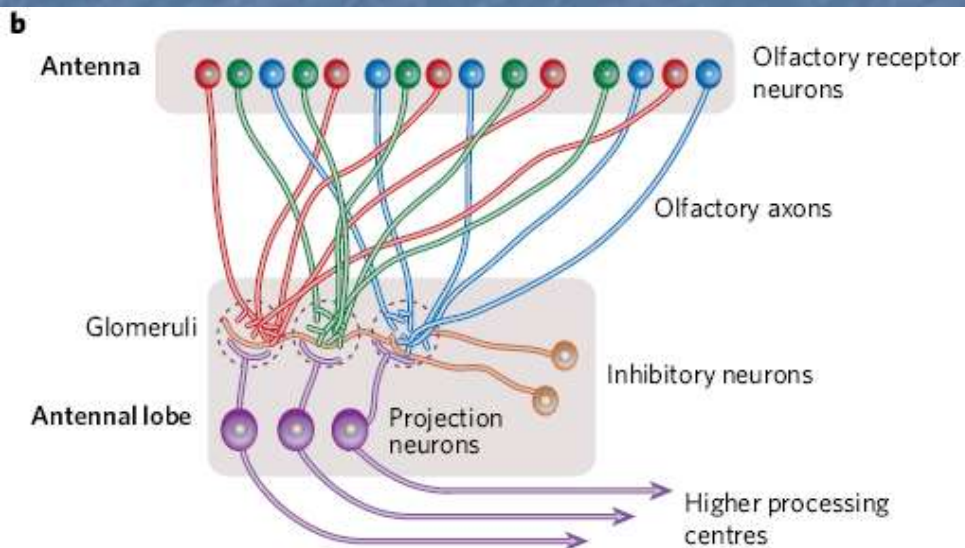 b
Antenna
Olfactory receptor
neurons
Olfactory axons
Glomeruli
Inhibitory neurons
Antennal lobe
Projection
neurons
Higher processing
centres